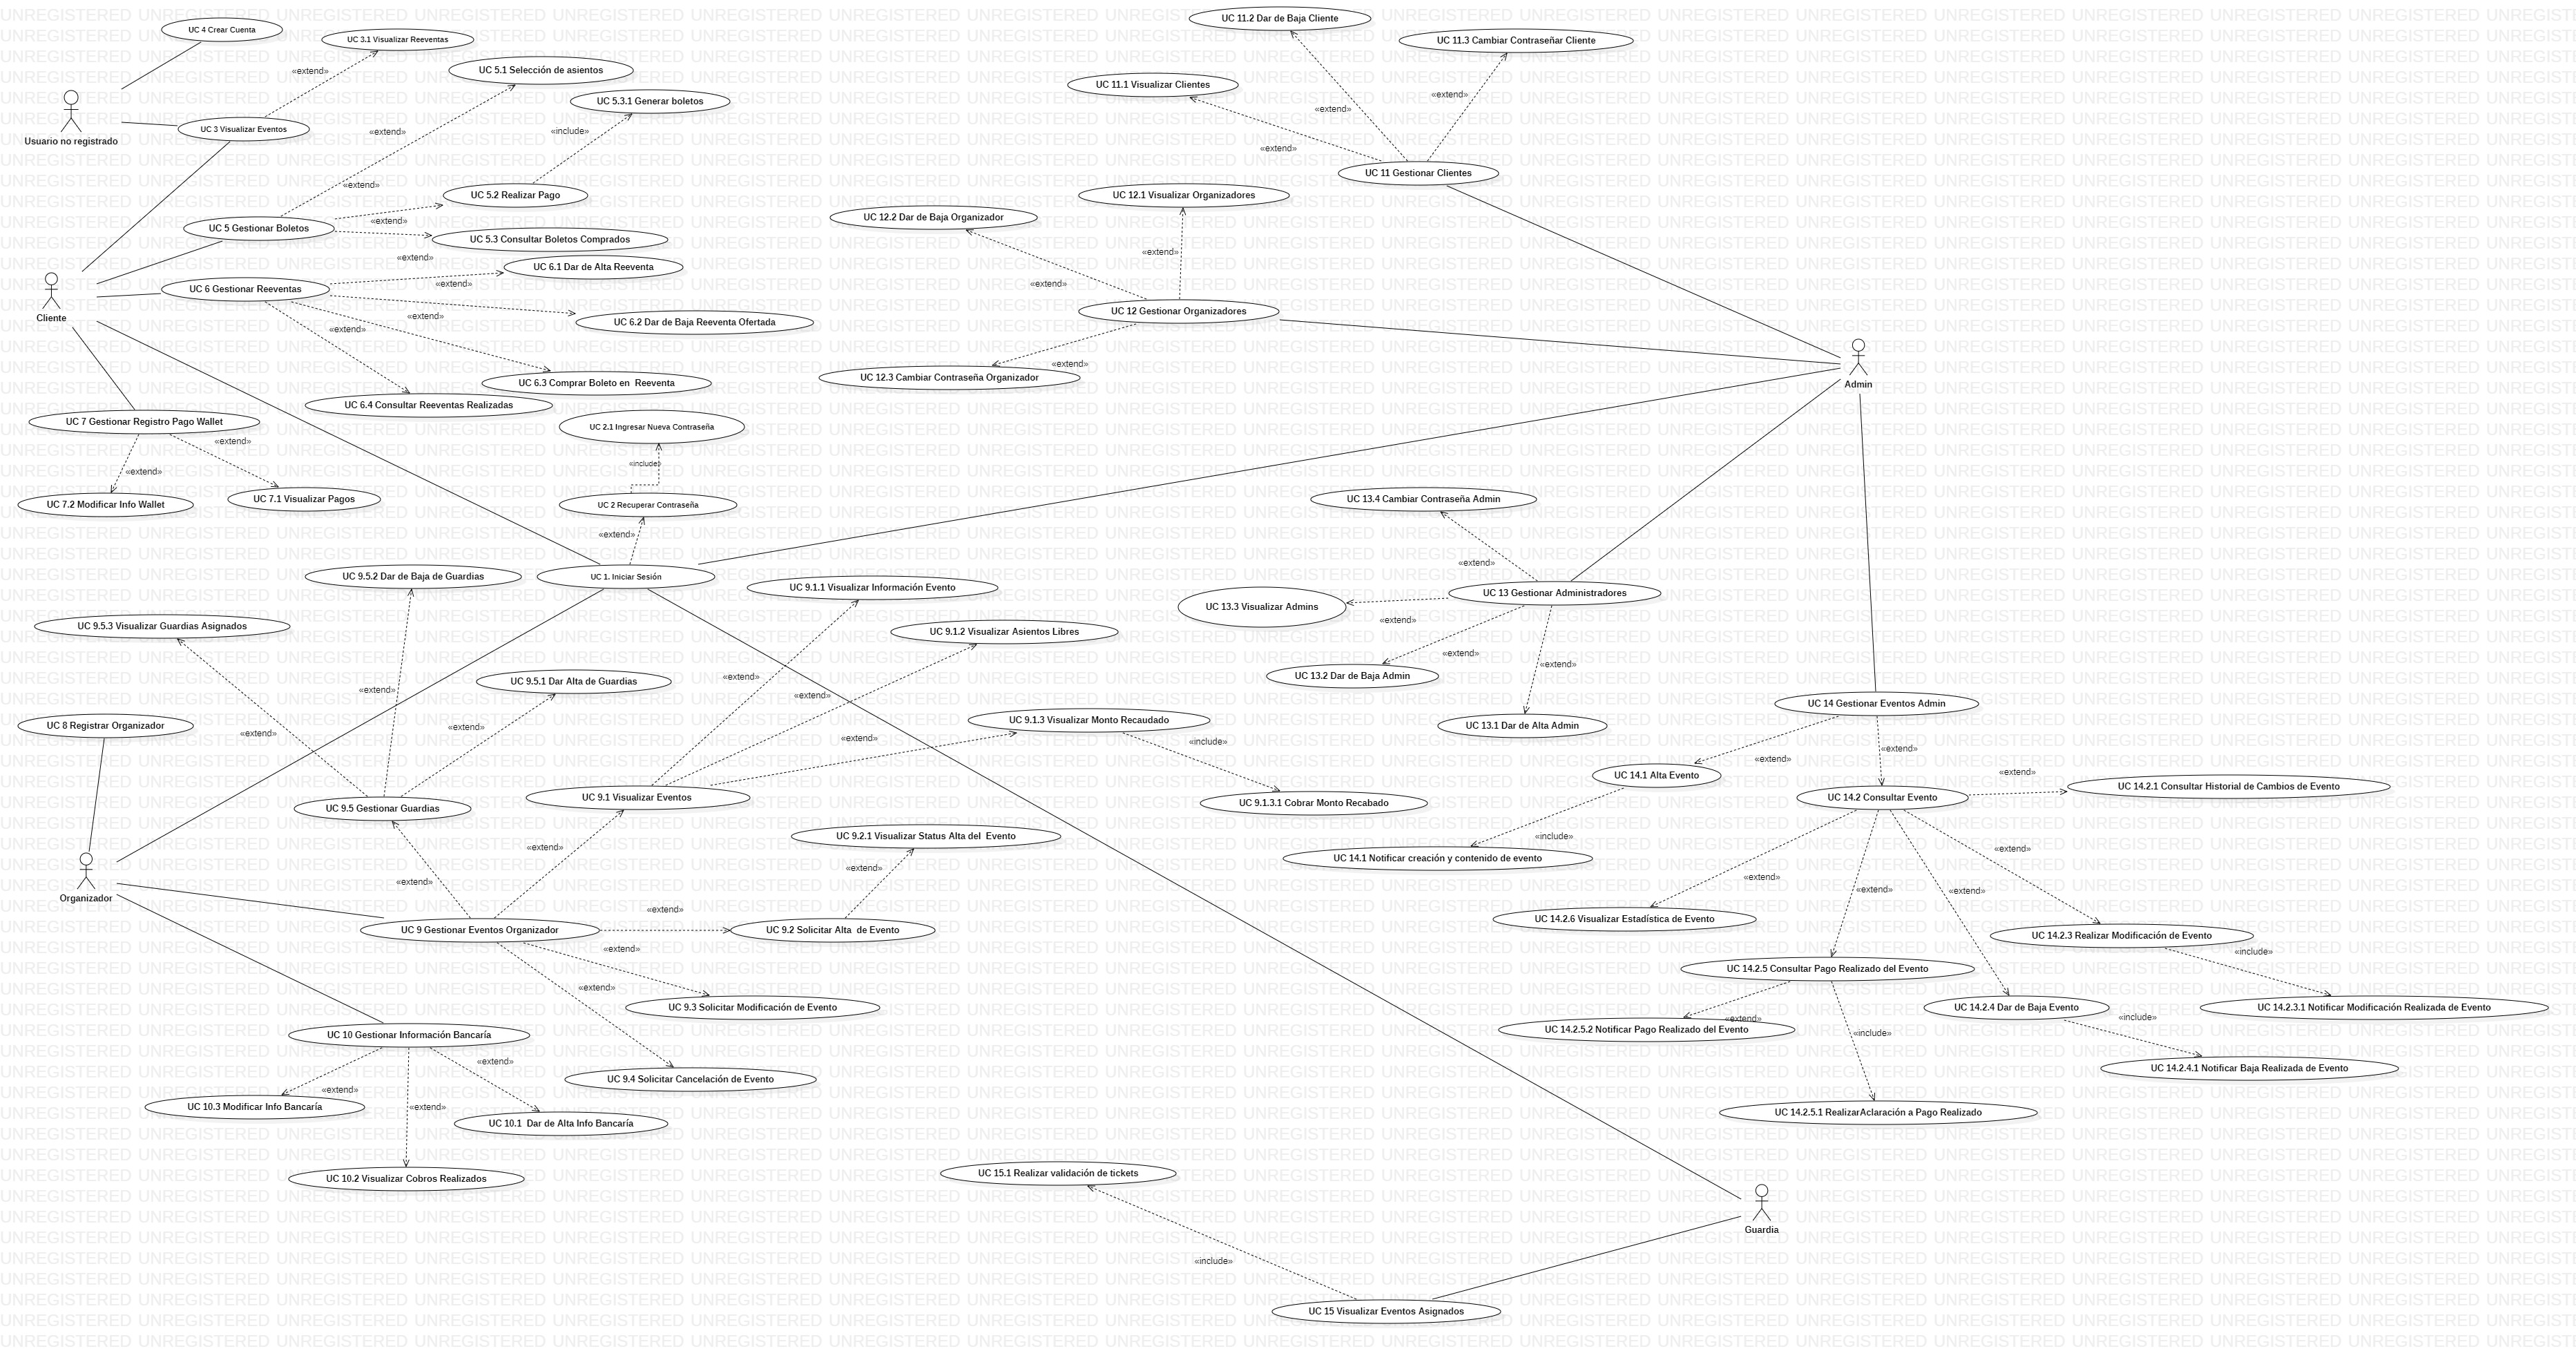 UC 4 Crear Cuenta
UC 3.1 Visualizar Reeventas
«extend»
UC 5.1 Selección de asientos
UC 5.3.1 Generar boletos
Usuario no registrado
UC 3 Visualizar Eventos
«extend»
«include»
«extend»
UC 5.2 Realizar Pago
UC 5 Gestionar Boletos
«extend»
UC 5.3 Consultar Boletos Comprados
«extend»
UC 6.1 Dar de Alta Reeventa
UC 6 Gestionar Reeventas
«extend»
Cliente
«extend»
UC 6.2 Dar de Baja Reeventa Ofertada
«extend»
UC 6.3 Comprar Boleto en  Reeventa
UC 6.4 Consultar Reeventas Realizadas
UC 7 Gestionar Registro Pago Wallet
«extend»
«extend»
UC 7.2 Modificar Info Wallet
UC 7.1 Visualizar Pagos
UC 2.1 Ingresar Nueva Contraseña
«include»
UC 2 Recuperar Contraseña
«extend»
UC 1. Iniciar Sesión
UC 11.2 Dar de Baja Cliente
UC 11.3 Cambiar Contraseñar Cliente
UC 11.1 Visualizar Clientes
«extend»
«extend»
«extend»
UC 11 Gestionar Clientes
UC 12.1 Visualizar Organizadores
UC 12.2 Dar de Baja Organizador
«extend»
«extend»
UC 12 Gestionar Organizadores
«extend»
UC 12.3 Cambiar Contraseña Organizador
Admin
UC 13.4 Cambiar Contraseña Admin
«extend»
UC 13 Gestionar Administradores
UC 13.3 Visualizar Admins
«extend»
«extend»
«extend»
UC 13.2 Dar de Baja Admin
UC 13.1 Dar de Alta Admin
UC 9.5.2 Dar de Baja de Guardias
UC 9.5.3 Visualizar Guardias Asignados
«extend»
UC 9.5.1 Dar Alta de Guardias
«extend»
«extend»
UC 8 Registrar Organizador
UC 9.5 Gestionar Guardias
UC 9.1.1 Visualizar Información Evento
UC 9.1.2 Visualizar Asientos Libres
«extend»
«extend»
UC 9.1.3 Visualizar Monto Recaudado
«extend»
«include»
UC 9.1 Visualizar Eventos
UC 9.1.3.1 Cobrar Monto Recabado
UC 9.2.1 Visualizar Status Alta del  Evento
«extend»
«extend»
«extend»
Organizador
«extend»
UC 9 Gestionar Eventos Organizador
UC 9.2 Solicitar Alta  de Evento
«extend»
«extend»
UC 9.3 Solicitar Modificación de Evento
UC 9.4 Solicitar Cancelación de Evento
UC 10 Gestionar Información Bancaría
«extend»
«extend»
«extend»
UC 10.3 Modificar Info Bancaría
UC 10.1  Dar de Alta Info Bancaría
UC 10.2 Visualizar Cobros Realizados
UC 14 Gestionar Eventos Admin
«extend»
«extend»
UC 14.1 Alta Evento
«extend»
UC 14.2.1 Consultar Historial de Cambios de Evento
UC 14.2 Consultar Evento
«include»
UC 14.1 Notificar creación y contenido de evento
«extend»
«extend»
«extend»
«extend»
UC 14.2.6 Visualizar Estadística de Evento
UC 14.2.3 Realizar Modificación de Evento
«include»
UC 14.2.5 Consultar Pago Realizado del Evento
UC 14.2.4 Dar de Baja Evento
UC 14.2.3.1 Notificar Modificación Realizada de Evento
«extend»
«include»
UC 14.2.5.2 Notificar Pago Realizado del Evento
«include»
UC 14.2.4.1 Notificar Baja Realizada de Evento
UC 14.2.5.1 RealizarAclaración a Pago Realizado
UC 15.1 Realizar validación de tickets
Guardia
«include»
UC 15 Visualizar Eventos Asignados
UNREGISTERED